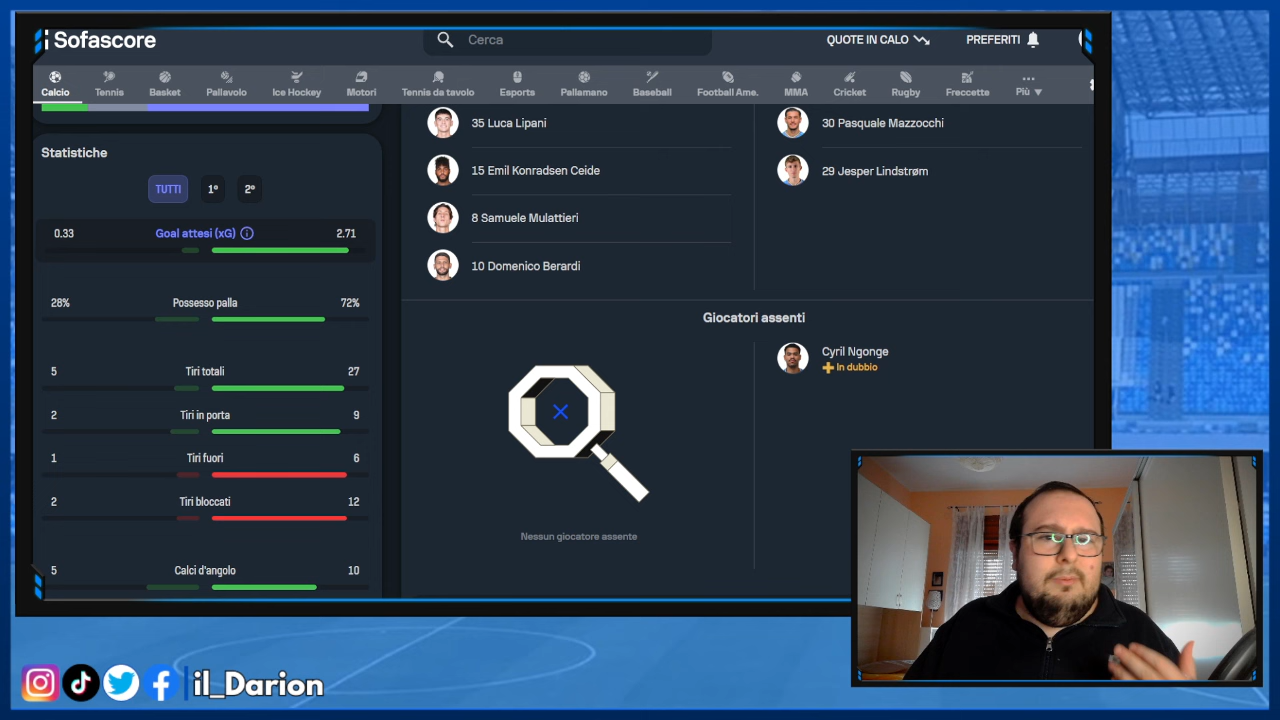 Sofascore
Cerca
QUOTE IN CALO
PREFERITI
Calcio
Tennis
Basket
Pallavolo
Ice Hockey
Motori
Tennis da tavolo
Esports
Pallamano
Baseball
Football Ame.
MMA
Cricket
Rugby
Freccette
Più ▼
Statistiche
TUTTI 1º 2º
0.33 Goal attesi (xG) 2.71
28% Possesso palla 72%
5 Tiri totali 27
2 Tiri in porta 9
1 Tiri fuori 6
2 Tiri bloccati 12
5 Calci d'angolo 10
35 Luca Lipani
15 Emil Konradsen Ceide
8 Samuele Mulattieri
10 Domenico Berardi
30 Pasquale Mazzocchi
29 Jesper Lindstrøm
Giocatori assenti
Nessun giocatore assente
Cyril Ngonge
In dubbio
il_Darion